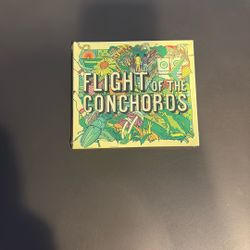 FLIGHT OF THE
CONCHORDS